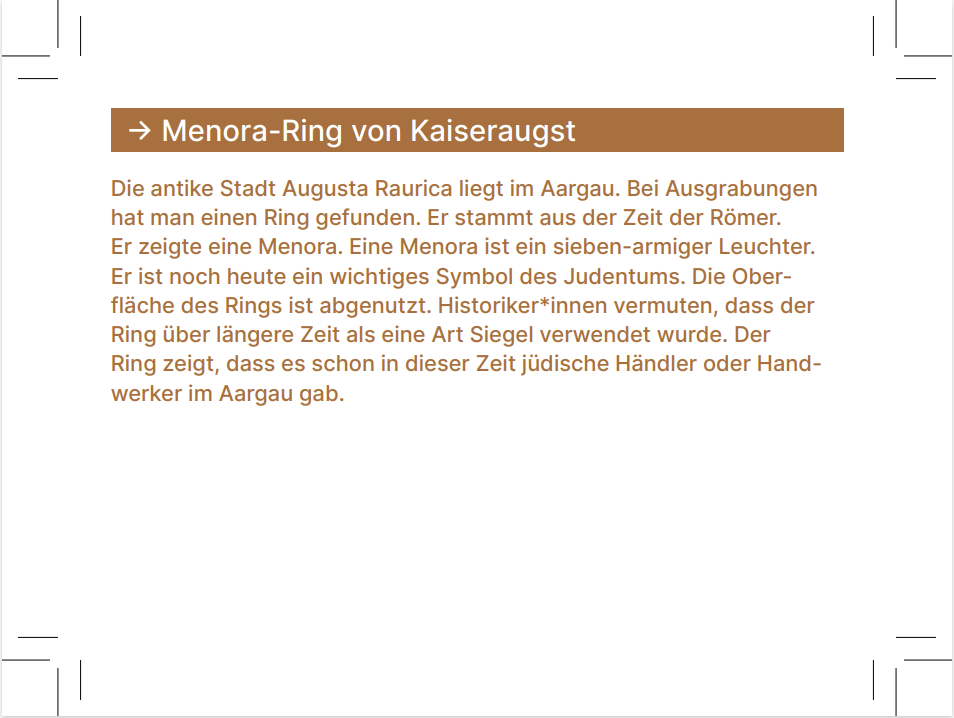 → Menora-Ring von Kaiseraugst
Die antike Stadt Augusta Raurica liegt im Aargau. Bei Ausgrabungen
hat man einen Ring gefunden. Er stammt aus der Zeit der Römer.
Er zeigte eine Menora. Eine Menora ist ein sieben-armiger Leuchter.
Er ist noch heute ein wichtiges Symbol des Judentums. Die Ober-
fläche des Rings ist abgenutzt. Historiker*innen vermuten, dass der
Ring über längere Zeit als eine Art Siegel verwendet wurde. Der
Ring zeigt, dass es schon in dieser Zeit jüdische Händler oder Hand-
werker im Aargau gab.